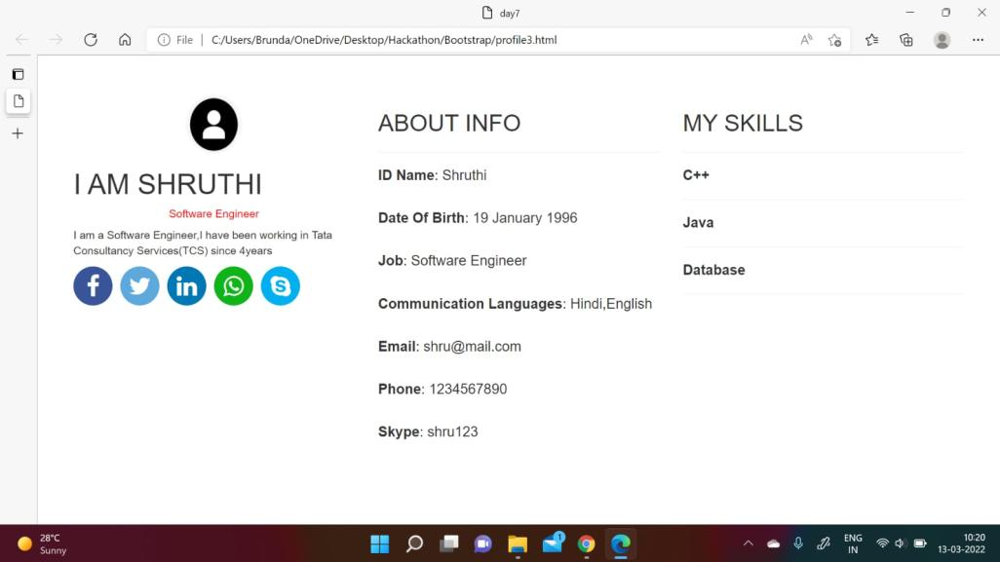 day7
File
C:/Users/Brunda/OneDrive/Desktop/Hackathon/Bootstrap/profile3.html
I AM SHRUTHI
Software Engineer
I am a Software Engineer,I have been working in Tata
Consultancy Services(TCS) since 4years
ABOUT INFO
ID Name: Shruthi
Date Of Birth: 19 January 1996
Job: Software Engineer
Communication Languages: Hindi,English
Email: shru@mail.com
Phone: 1234567890
Skype: shru123
MY SKILLS
C++
Java
Database
28°C
Sunny
1
ENG
IN
10:20
13-03-2022